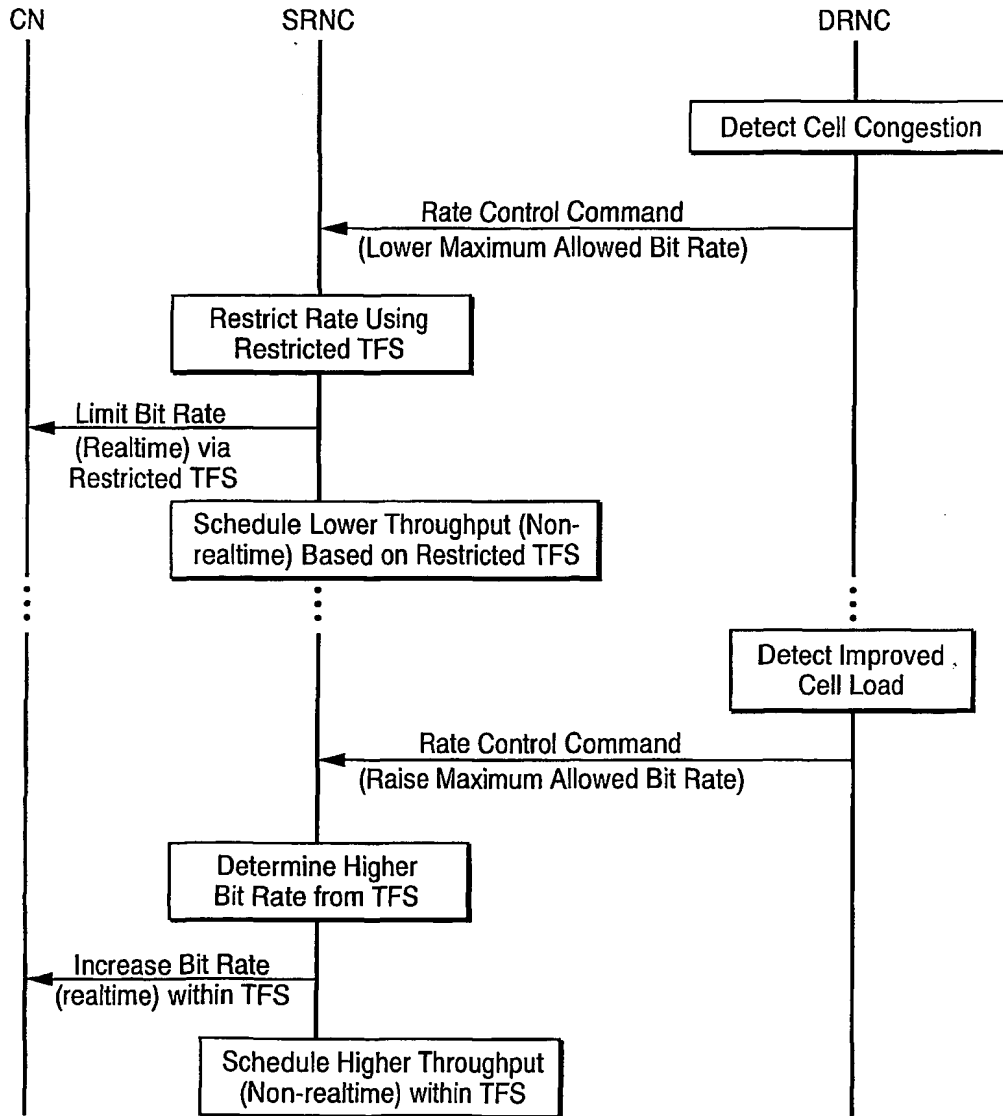 CN
SRNC
DRNC
Detect Cell Congestion
Rate Control Command
(Lower Maximum Allowed Bit Rate)
Restrict Rate Using
Restricted TFS
Limit Bit Rate
(Realtime) via
Restricted TFS
Schedule Lower Throughput (Non-
realtime) Based on Restricted TFS
Detect Improved
Cell Load
Rate Control Command
(Raise Maximum Allowed Bit Rate)
Determine Higher
Bit Rate from TFS
Increase Bit Rate
(realtime) within TFS
Schedule Higher Throughput
(Non-realtime) within TFS